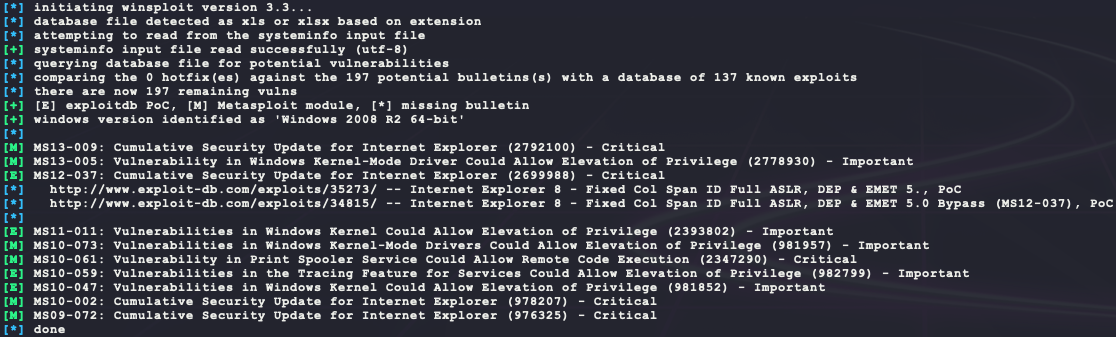 [*] initiating winsploit version 3.3...
[*] database file detected as xls or xlsx based on extension
[*] attempting to read from the systeminfo input file
[+] systeminfo input file read successfully (utf-8)
[*] querying database file for potential vulnerabilities
[*] comparing the 0 hotfix(es) against the 197 potential bulletins(s) with a database of 137 known exploits
[*] there are now 197 remaining vulns
[+] [E] exploitdb PoC, [M] Metasploit module, [*] missing bulletin
[+] windows version identified as 'Windows 2008 R2 64-bit'
[*]
[M] MS13-009: Cumulative Security Update for Internet Explorer (2792100) - Critical
[M] MS13-005: Vulnerability in Windows Kernel-Mode Driver Could Allow Elevation of Privilege (2778930) - Important
[E] MS12-037: Cumulative Security Update for Internet Explorer (2699988) - Critical
[*]   http://www.exploit-db.com/exploits/35273/ -- Internet Explorer 8 - Fixed Col Span ID Full ASLR, DEP & EMET 5., PoC
[*]   http://www.exploit-db.com/exploits/34815/ -- Internet Explorer 8 - Fixed Col Span ID Full ASLR, DEP & EMET 5.0 Bypass (MS12-037), PoC
[*]
[E] MS11-011: Vulnerabilities in Windows Kernel Could Allow Elevation of Privilege (2393802) - Important
[M] MS10-073: Vulnerabilities in Windows Kernel-Mode Drivers Could Allow Elevation of Privilege (981957) - Important
[M] MS10-061: Vulnerability in Print Spooler Service Could Allow Remote Code Execution (2347290) - Critical
[E] MS10-059: Vulnerabilities in the Tracing Feature for Services Could Allow Elevation of Privilege (982799) - Important
[E] MS10-047: Vulnerabilities in Windows Kernel Could Allow Elevation of Privilege (981852) - Important
[M] MS10-002: Cumulative Security Update for Internet Explorer (978207) - Critical
[M] MS09-072: Cumulative Security Update for Internet Explorer (976325) - Critical
[*] done